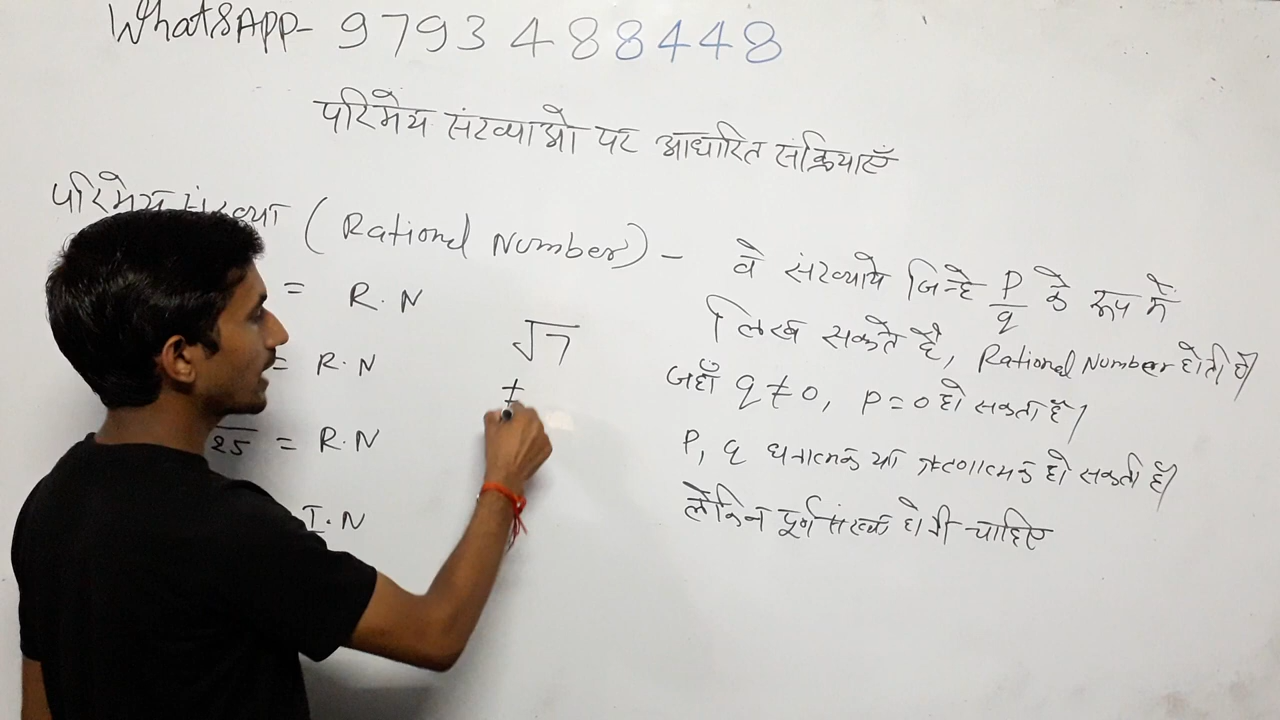 WhatsApp- 9793488448
परिमेय संख्याओ पर आधारित संक्रियाएँ
परिमेय संख्या (Rational Number) - वे संख्याये जिन्हे P/q के रूप में
लिख सकते है, Rational Number होती है।
जहाँ q ≠ 0, P = 0 हो सकता है।
P, q धनात्मक या ऋणात्मक हो सकती है।
लेकिन पूर्ण संख्क होनी चाहिए
= R.N
= R.N
25 = R.N
I.N
√7